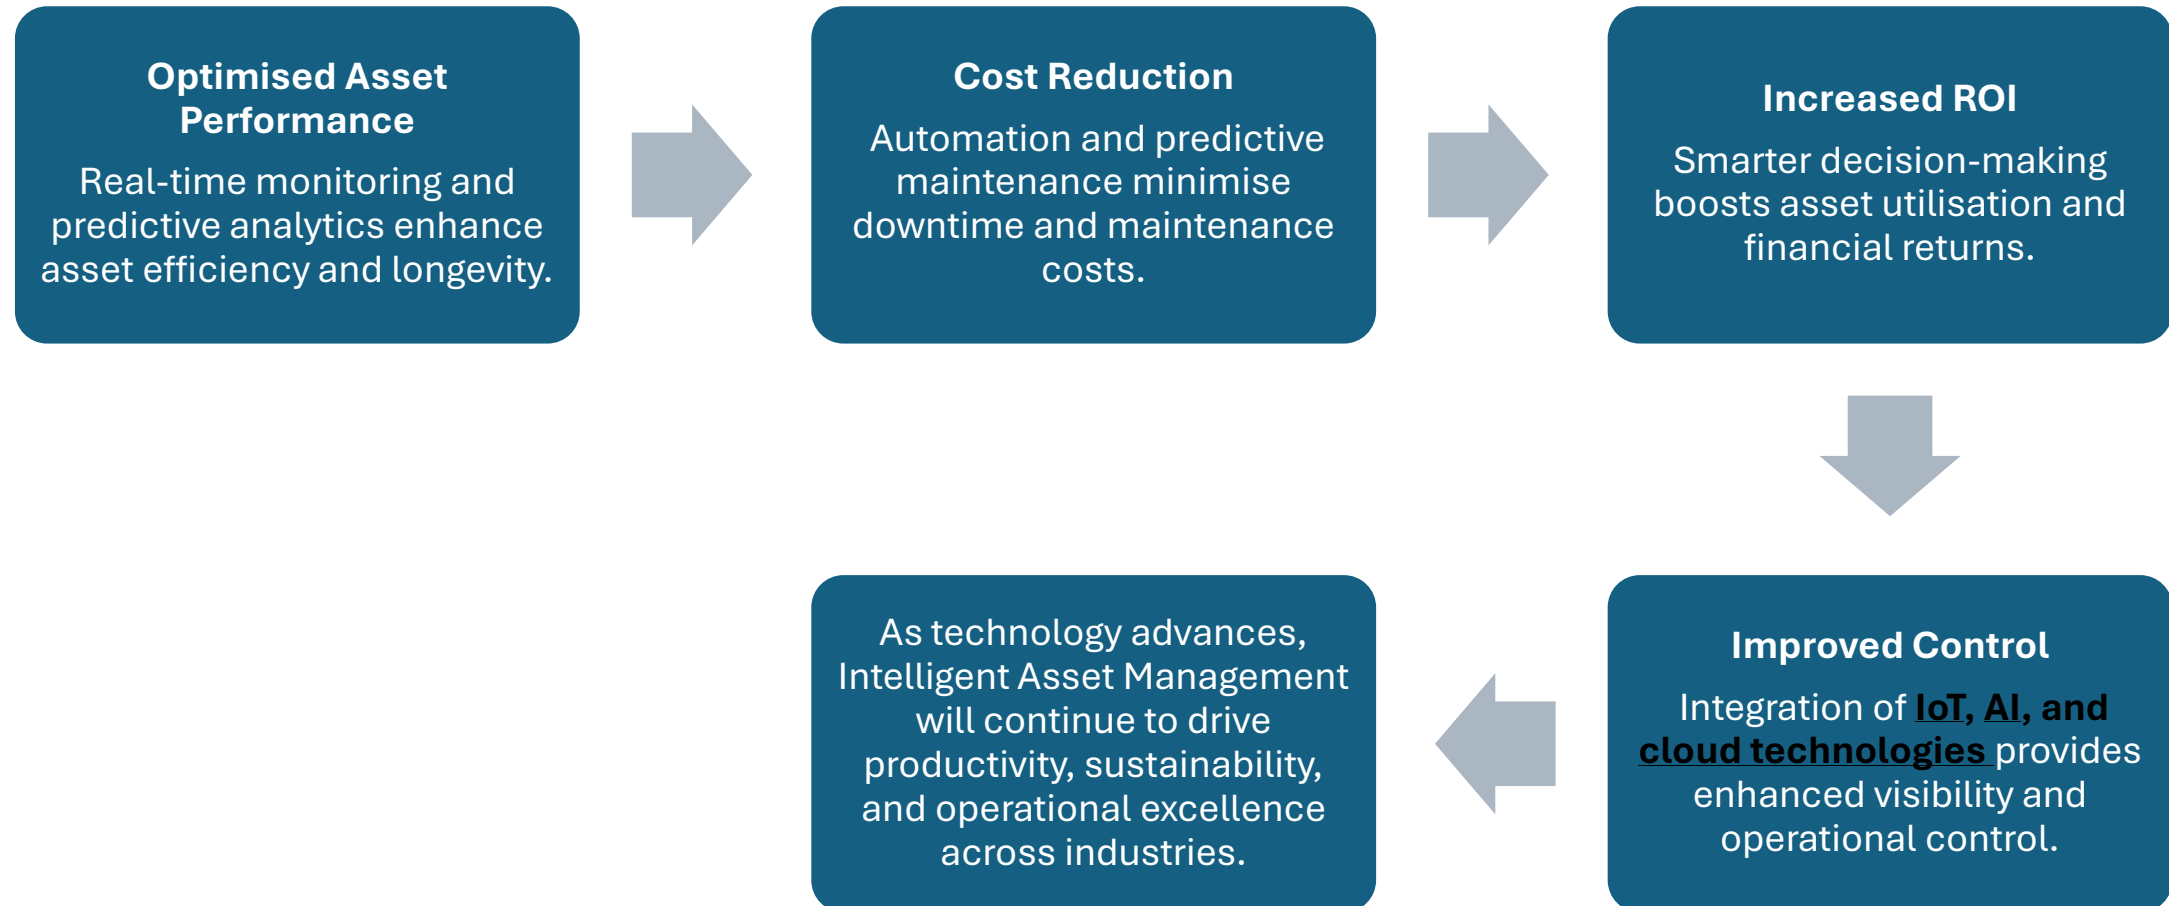 Optimised Asset
Performance
Real-time monitoring and
predictive analytics enhance
asset efficiency and longevity.
Cost Reduction
Automation and predictive
maintenance minimise
downtime and maintenance
costs.
Increased ROI
Smarter decision-making
boosts asset utilisation and
financial returns.
Improved Control
Integration of IoT, AI, and
cloud technologies provides
enhanced visibility and
operational control.
As technology advances,
Intelligent Asset Management
will continue to drive
productivity, sustainability,
and operational excellence
across industries.